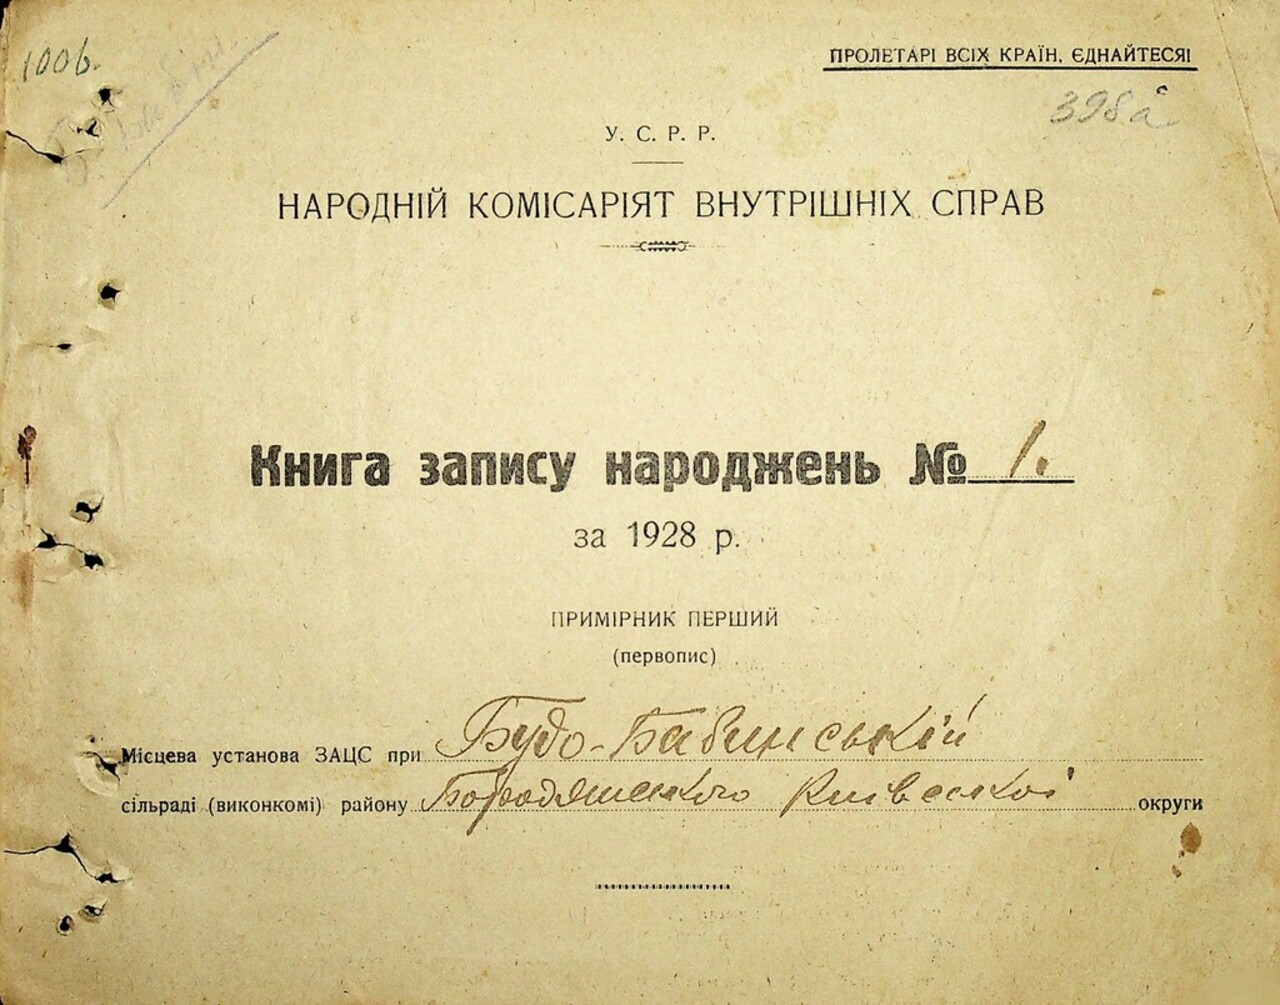 100б.
ПРОЛЕТАРІ ВСІХ КРАЇН, ЄДНАЙТЕСЯ!
398а
У. С. Р. Р.
НАРОДНІЙ КОМІСАРІЯТ ВНУТРІШНІХ СПРАВ
Книга запису народжень № 1.
за 1928 р.
ПРИМІРНИК ПЕРШИЙ
(первопис)
Місцева установа ЗАЦС при Будо-Бабинській
сільраді (виконкомі) району Бородянського Київської округи